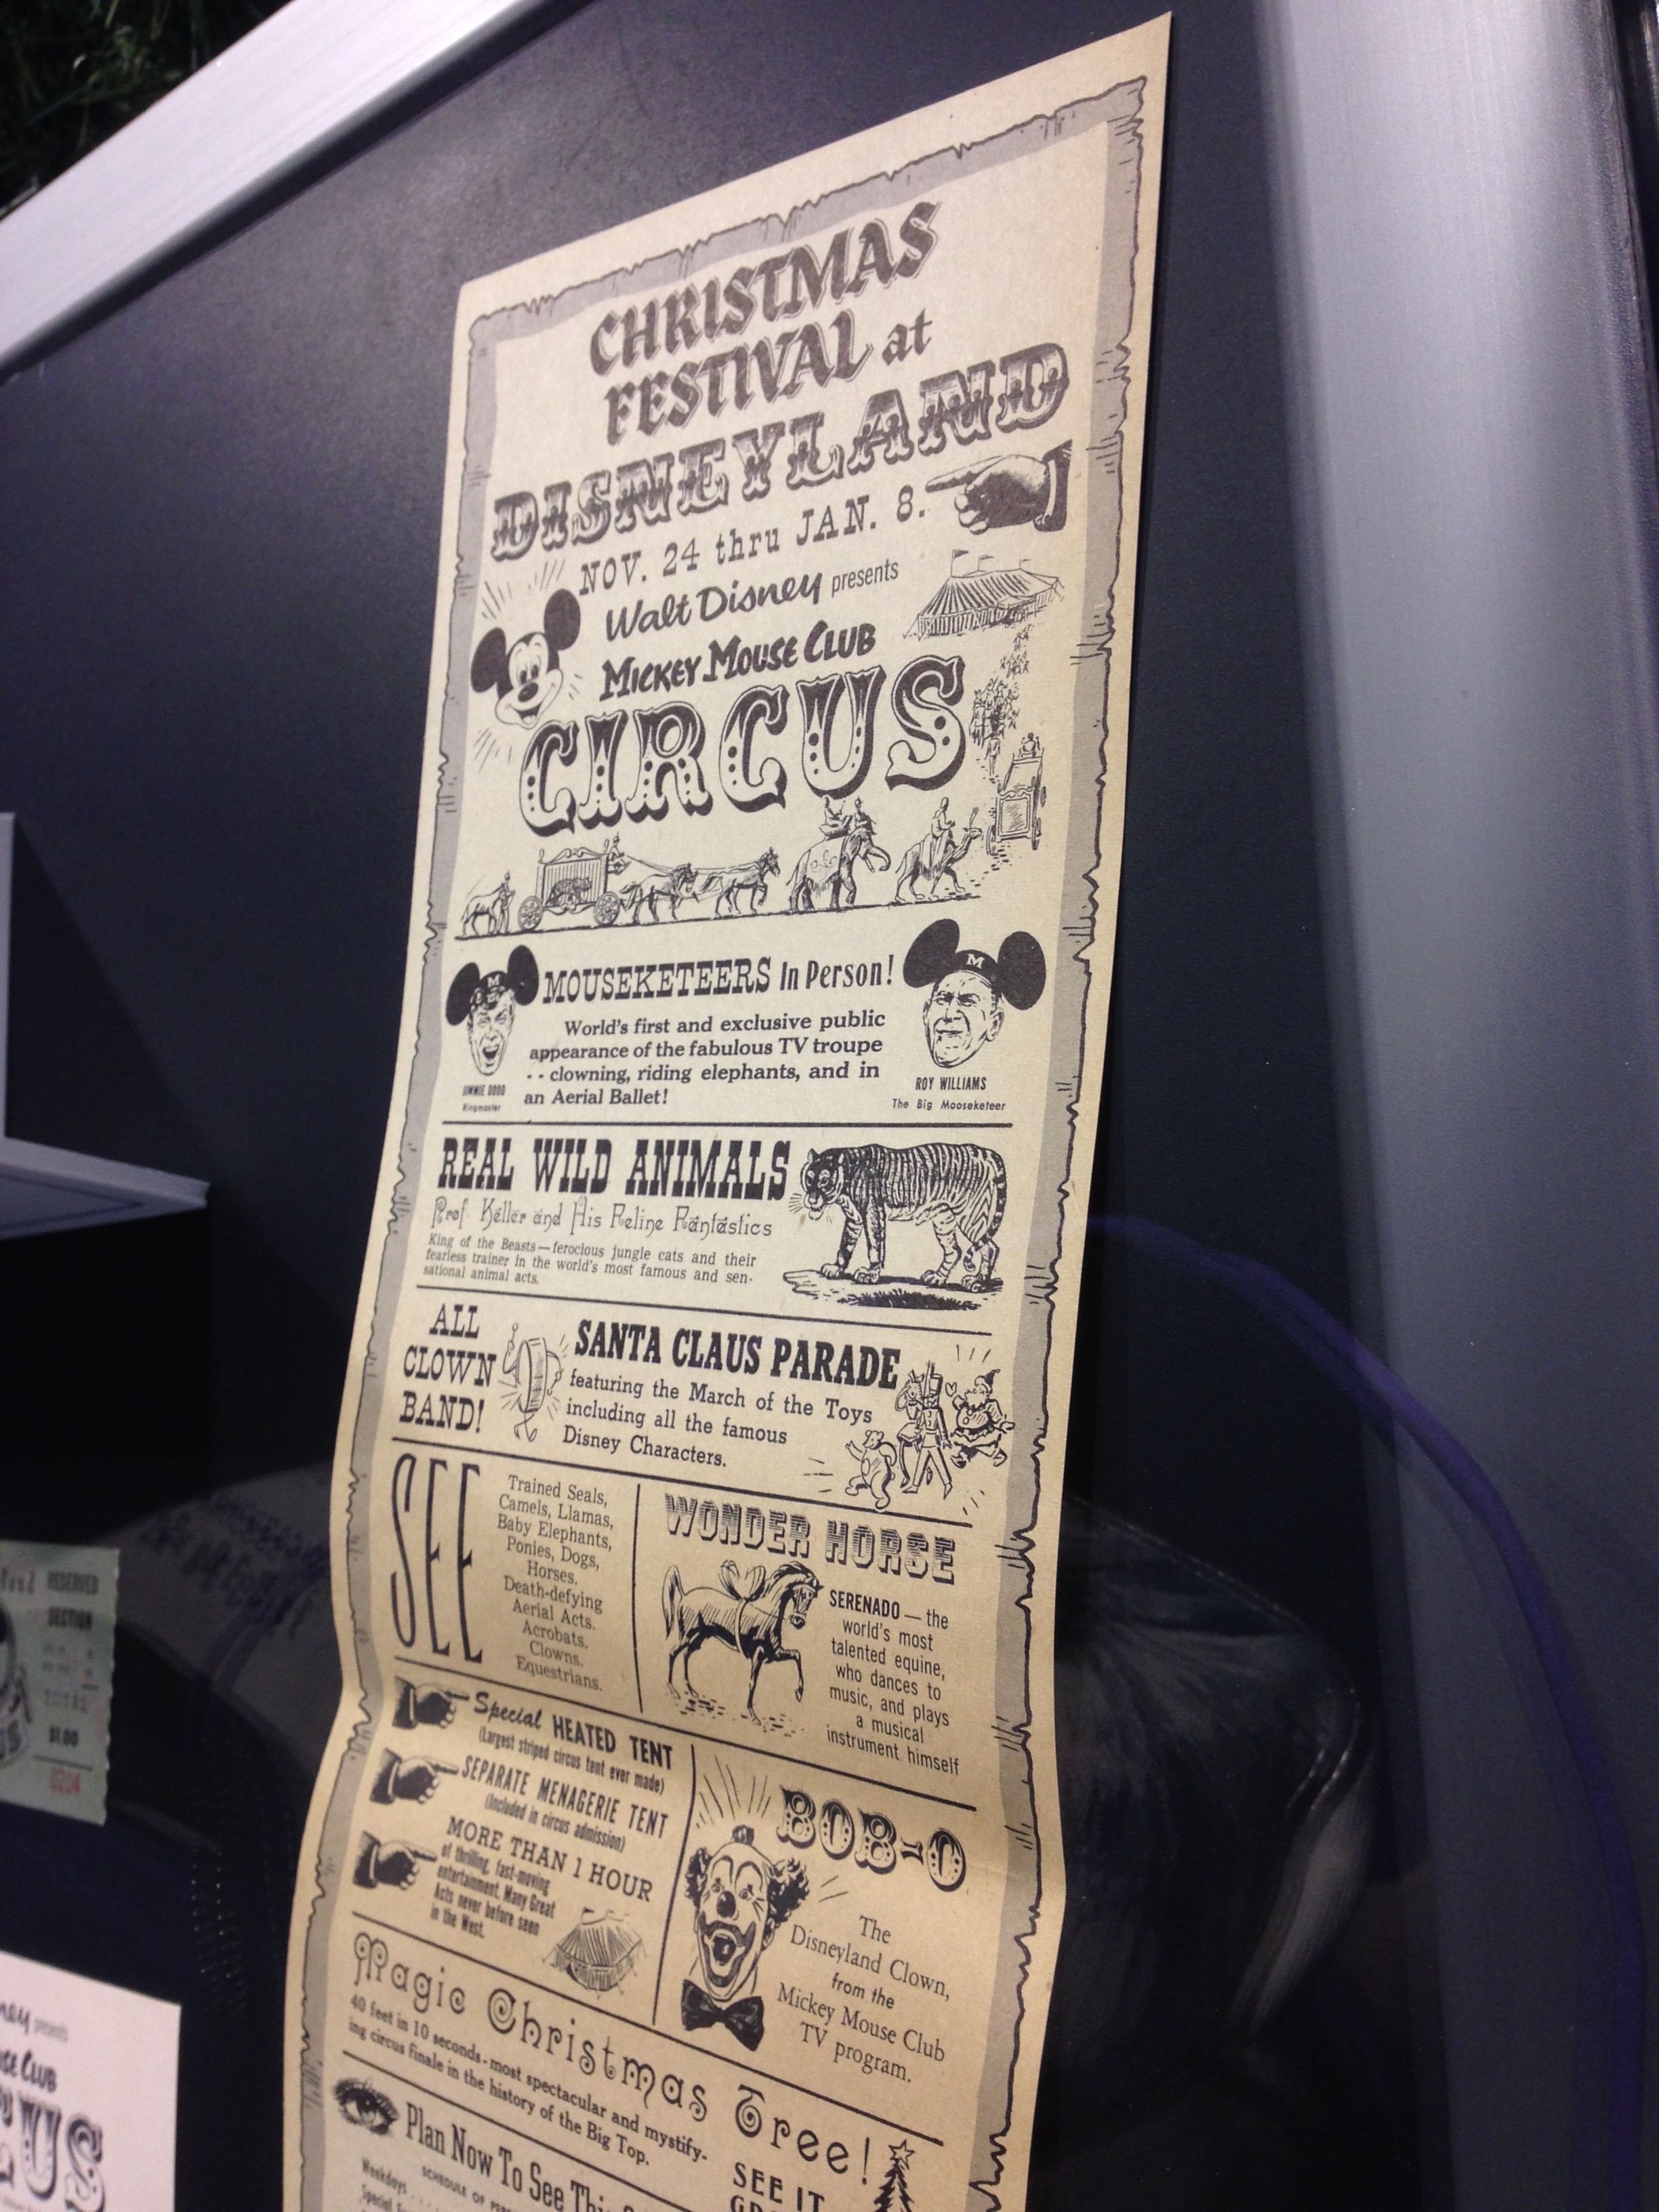 CHRISTMAS
FESTIVAL at
DISNEYLAND
NOV. 24 thru JAN. 8.
Walt Disney presents
MICKEY MOUSE CLUB
CIRCUS
MOUSEKETEERS In Person!
World's first and exclusive public
appearance of the fabulous TV troupe
-- clowning, riding elephants, and in
an Aerial Ballet!
JIMMIE DODD
Ringmaster
M
ROY WILLIAMS
The Big Mooseketeer
REAL WILD ANIMALS
Prof. Keller and His Feline Fantastics
King of the Beasts—ferocious jungle cats and their
fearless trainer in the world's most famous and sen-
sational animal acts.
ALL
CLOWN
BAND!
SANTA CLAUS PARADE
featuring the March of the Toys
including all the famous
Disney Characters.
SEE
Trained Seals,
Camels, Llamas,
Baby Elephants,
Ponies, Dogs,
Horses.
Death-defying
Aerial Acts.
Acrobats.
Clowns.
Equestrians.
WONDER HORSE
SERENADO — the
world's most
talented equine,
who dances to
music, and plays
a musical
instrument himself
Special HEATED TENT
(Largest striped circus tent ever made)
SEPARATE MENAGERIE TENT
(Included in circus admission)
MORE THAN 1 HOUR
of thrilling, fast-moving
entertainment. Many Great
Acts never before seen
in the West.
BOB-O
The
Disneyland Clown,
from the
Mickey Mouse Club
TV program.
Magic Christmas Tree!
40 feet in 10 seconds-most spectacular and mystify-
ing circus finale in the history of the Big Top.
SEE IT
Plan Now To See
SCHEDULE OF
Weekdays
Special
RESERVED
SECTION
TOTAL
$1.00
presents
CLUB